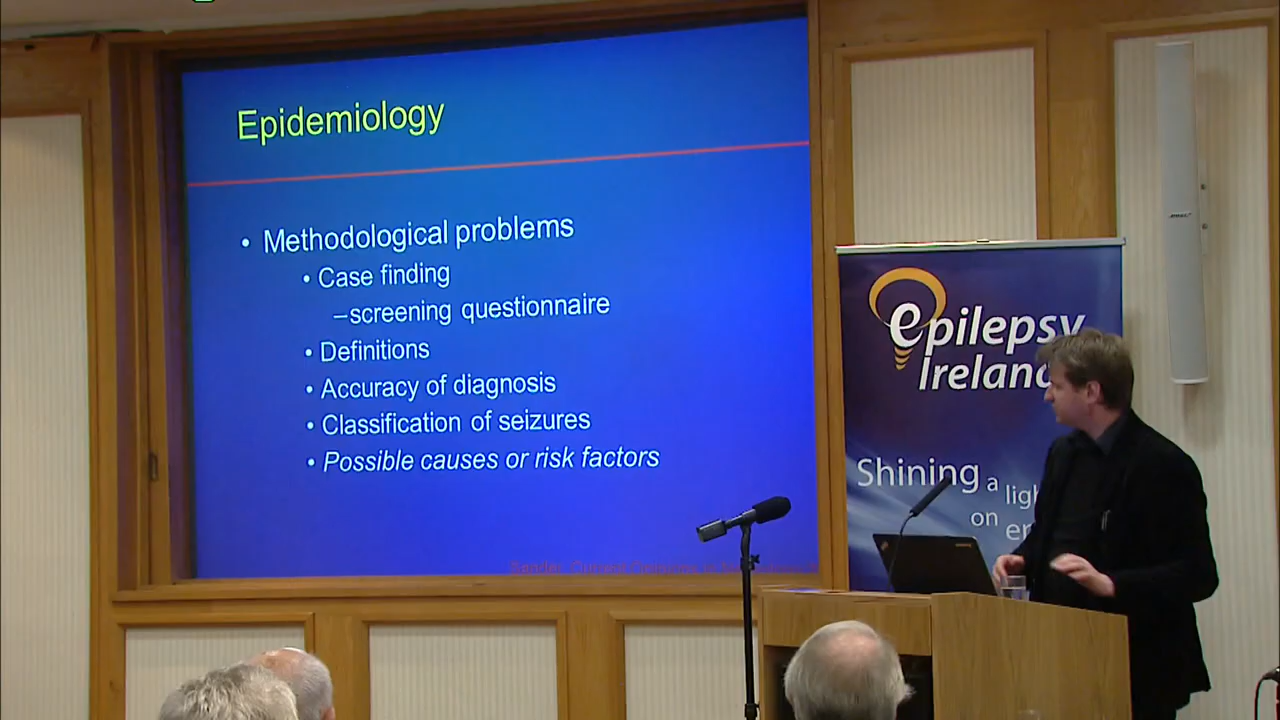 Epidemiology
• Methodological problems
• Case finding
–screening questionnaire
• Definitions
• Accuracy of diagnosis
• Classification of seizures
• Possible causes or risk factors
epilepsy
Ireland
Shining a
on